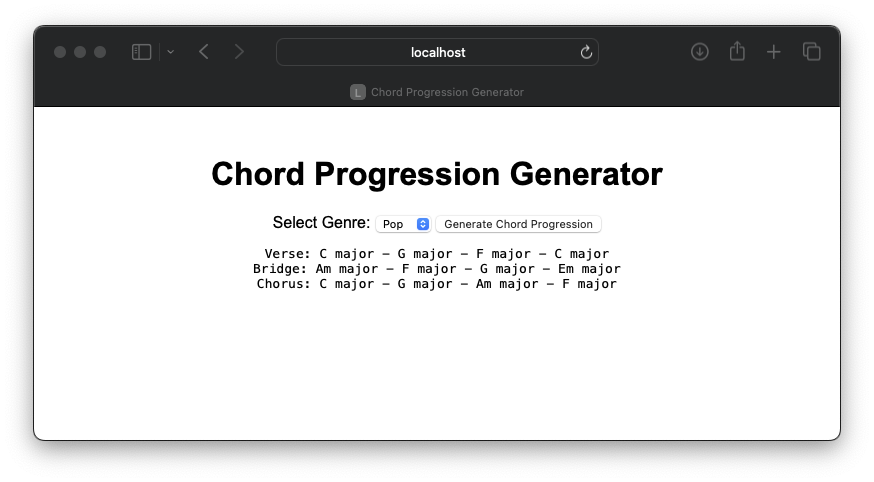 localhost
L Chord Progression Generator
Chord Progression Generator
Select Genre: Pop Generate Chord Progression
Verse: C major – G major – F major – C major
Bridge: Am major – F major – G major – Em major
Chorus: C major – G major – Am major – F major